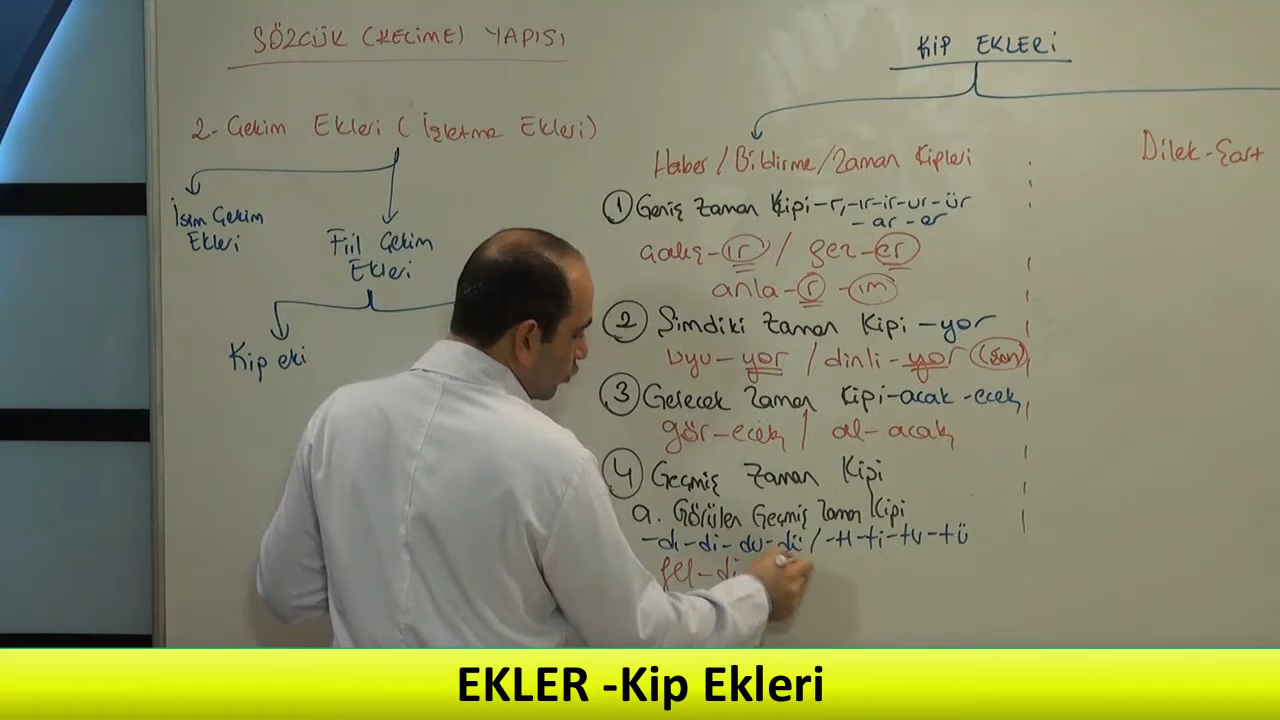 SÖZCÜK (KELİME) YAPISI
2- Çekim Ekleri ( İşletme Ekleri)
İsim Çekim
Ekleri
Fiil Çekim
Ekleri
Kip eki
KİP EKLERİ
Haber / Bildirme / Zaman Kipleri
① Geniş Zaman Kipi -r, -ır -ir -ur -ür
- ar - er
çalış - ır / gez - er
anla - r - ım
② Şimdiki Zaman Kipi - yor
uyu - yor / dinli - yor (son)
③ Gelecek Zaman Kipi -acak -ecek
gör - ecek / al - acak
④ Geçmiş Zaman Kipi
a. Görülen Geçmiş Zaman Kipi
-dı -di - du - dü / -tı -ti -tu -tü
gel - di
Dilek - Şart
EKLER -Kip Ekleri